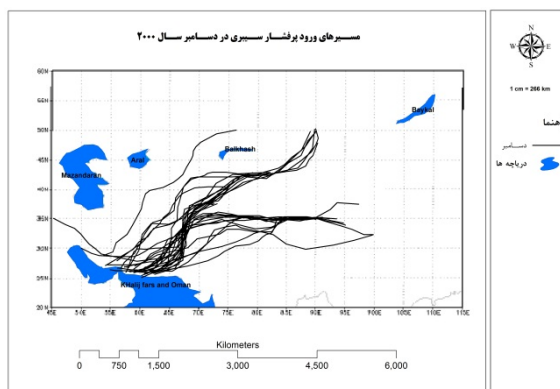 مسیرهای ورود پرفشار سیبری در دسامبر سال ۲۰۰۰
60N
55N
50N
45N
40N
35N
30N
25N
20N
Baykal
Balkhash
Aral
Mazandaran
Khalij fars and Oman
45E 50E 55E 60E 65E 70E 75E 80E 85E 90E 95E 100E 105E 110E 115E
Kilometers
0 750 1,500 3,000 4,500 6,000
N
W E
S
1 cm = 266 km
هنما
دسامبر
دریاچه ها